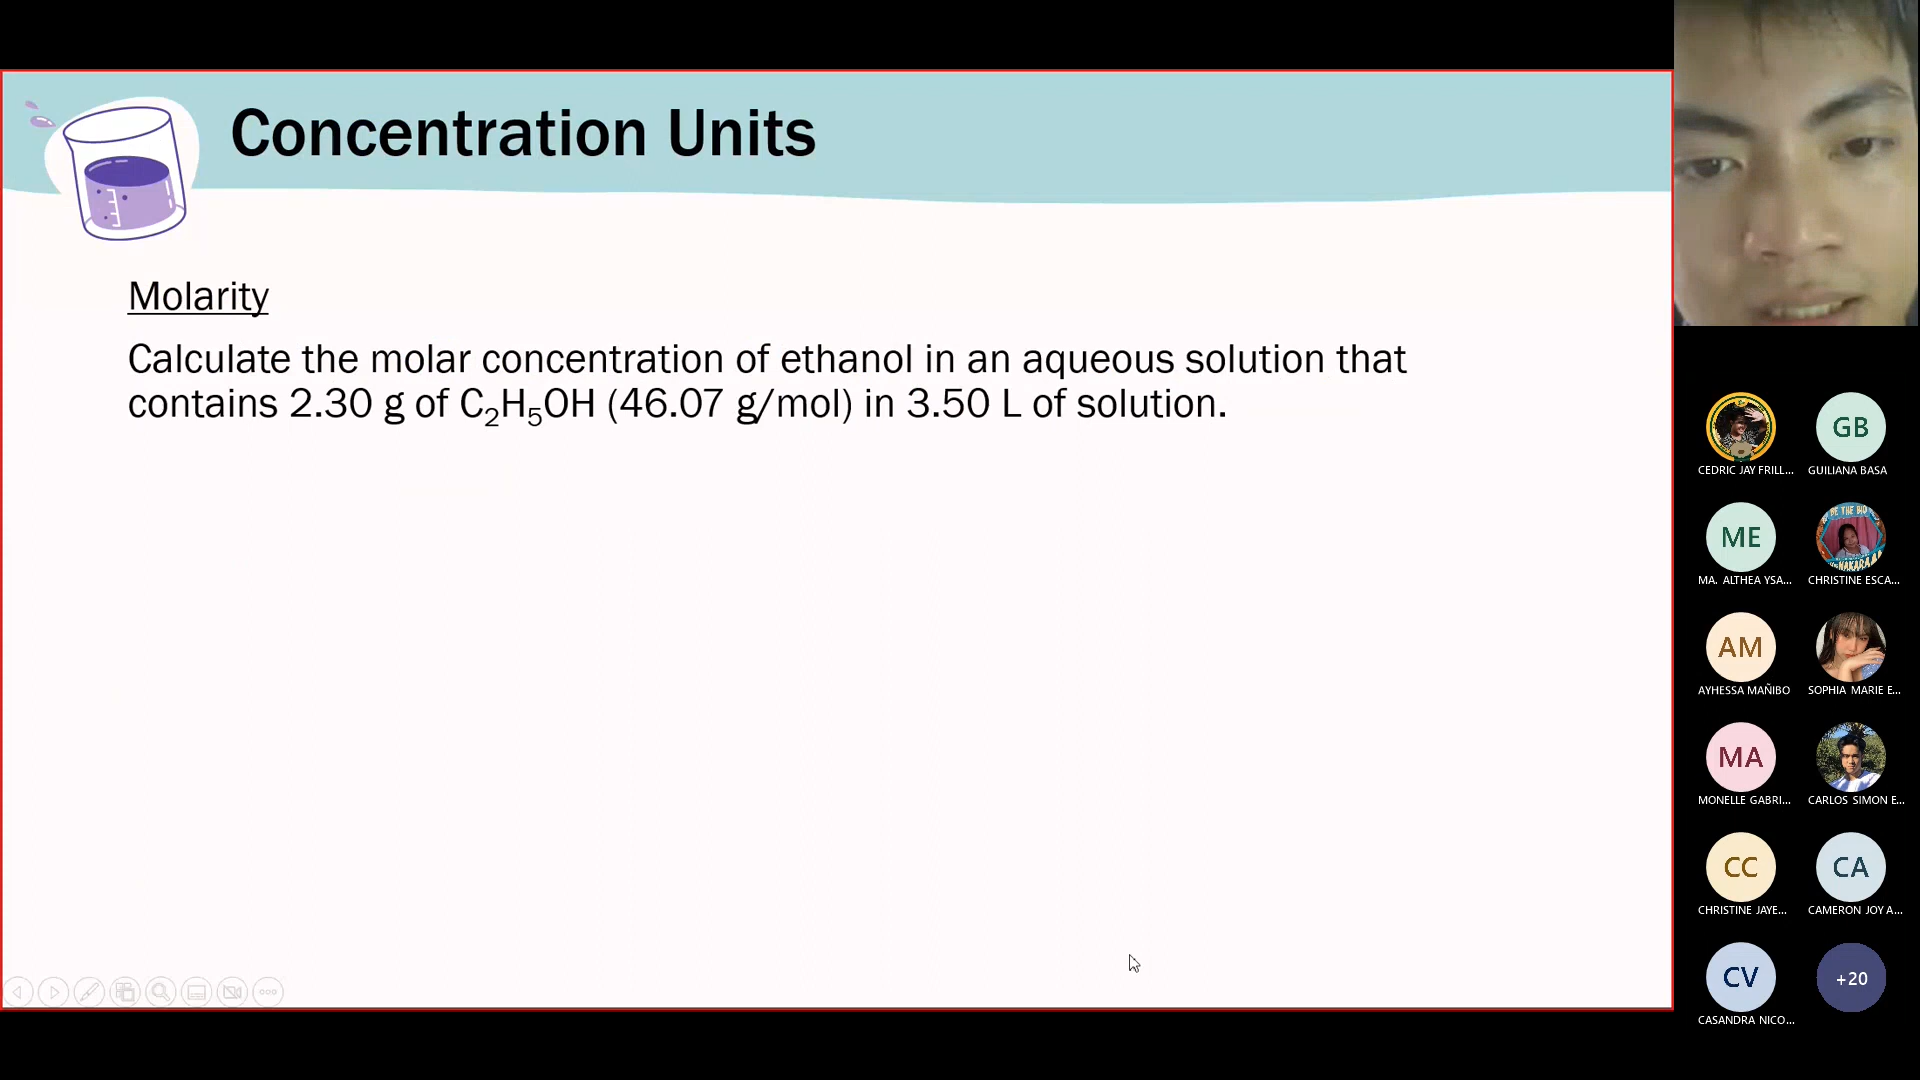 Concentration Units
Molarity
Calculate the molar concentration of ethanol in an aqueous solution that
contains 2.30 g of C₂H₅OH (46.07 g/mol) in 3.50 L of solution.
CEDRIC JAY FRILL...
GB
GUILIANA BASA
ME
MA. ALTHEA YSA...
BE THE BIO
CHRISTINE ESCA...
AM
AYHESSA MAÑIBO
SOPHIA MARIE E...
MA
MONELLE GABRI...
CARLOS SIMON E...
CC
CHRISTINE JAYE...
CA
CAMERON JOY A...
CV
CASANDRA NICO...
+20